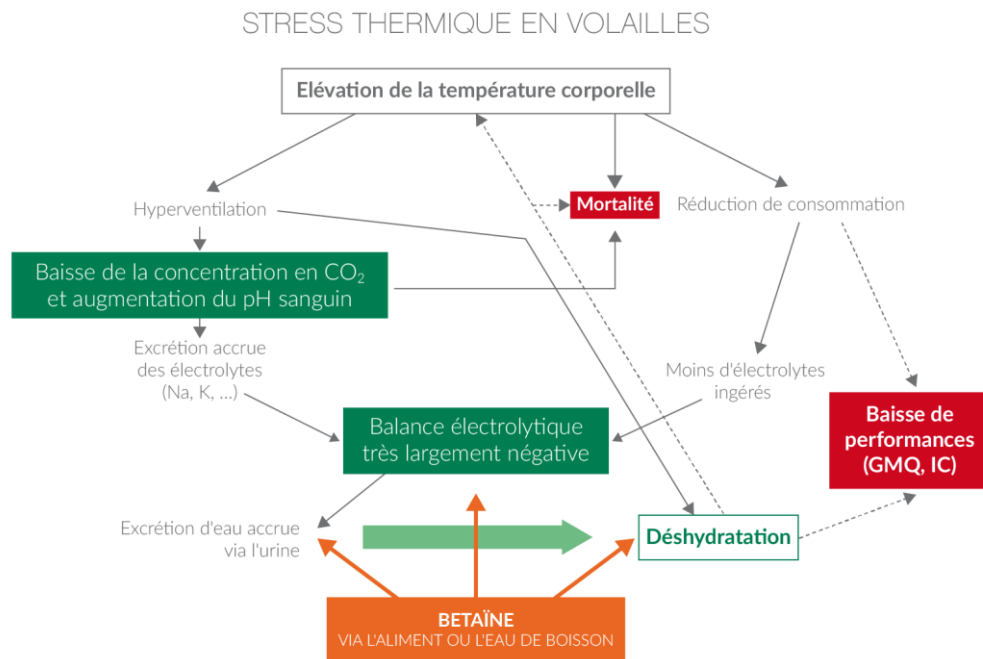 STRESS THERMIQUE EN VOLAILLES
Elévation de la température corporelle
Hyperventilation
Mortalité
Réduction de consommation
Baisse de la concentration en CO₂
et augmentation du pH sanguin
Excrétion accrue
des électrolytes
(Na, K, ...)
Moins d'électrolytes
ingérés
Balance électrolytique
très largement négative
Baisse de
performances
(GMQ, IC)
Excrétion d'eau accrue
via l'urine
Déshydratation
BETAÏNE
VIA L'ALIMENT OU L'EAU DE BOISSON